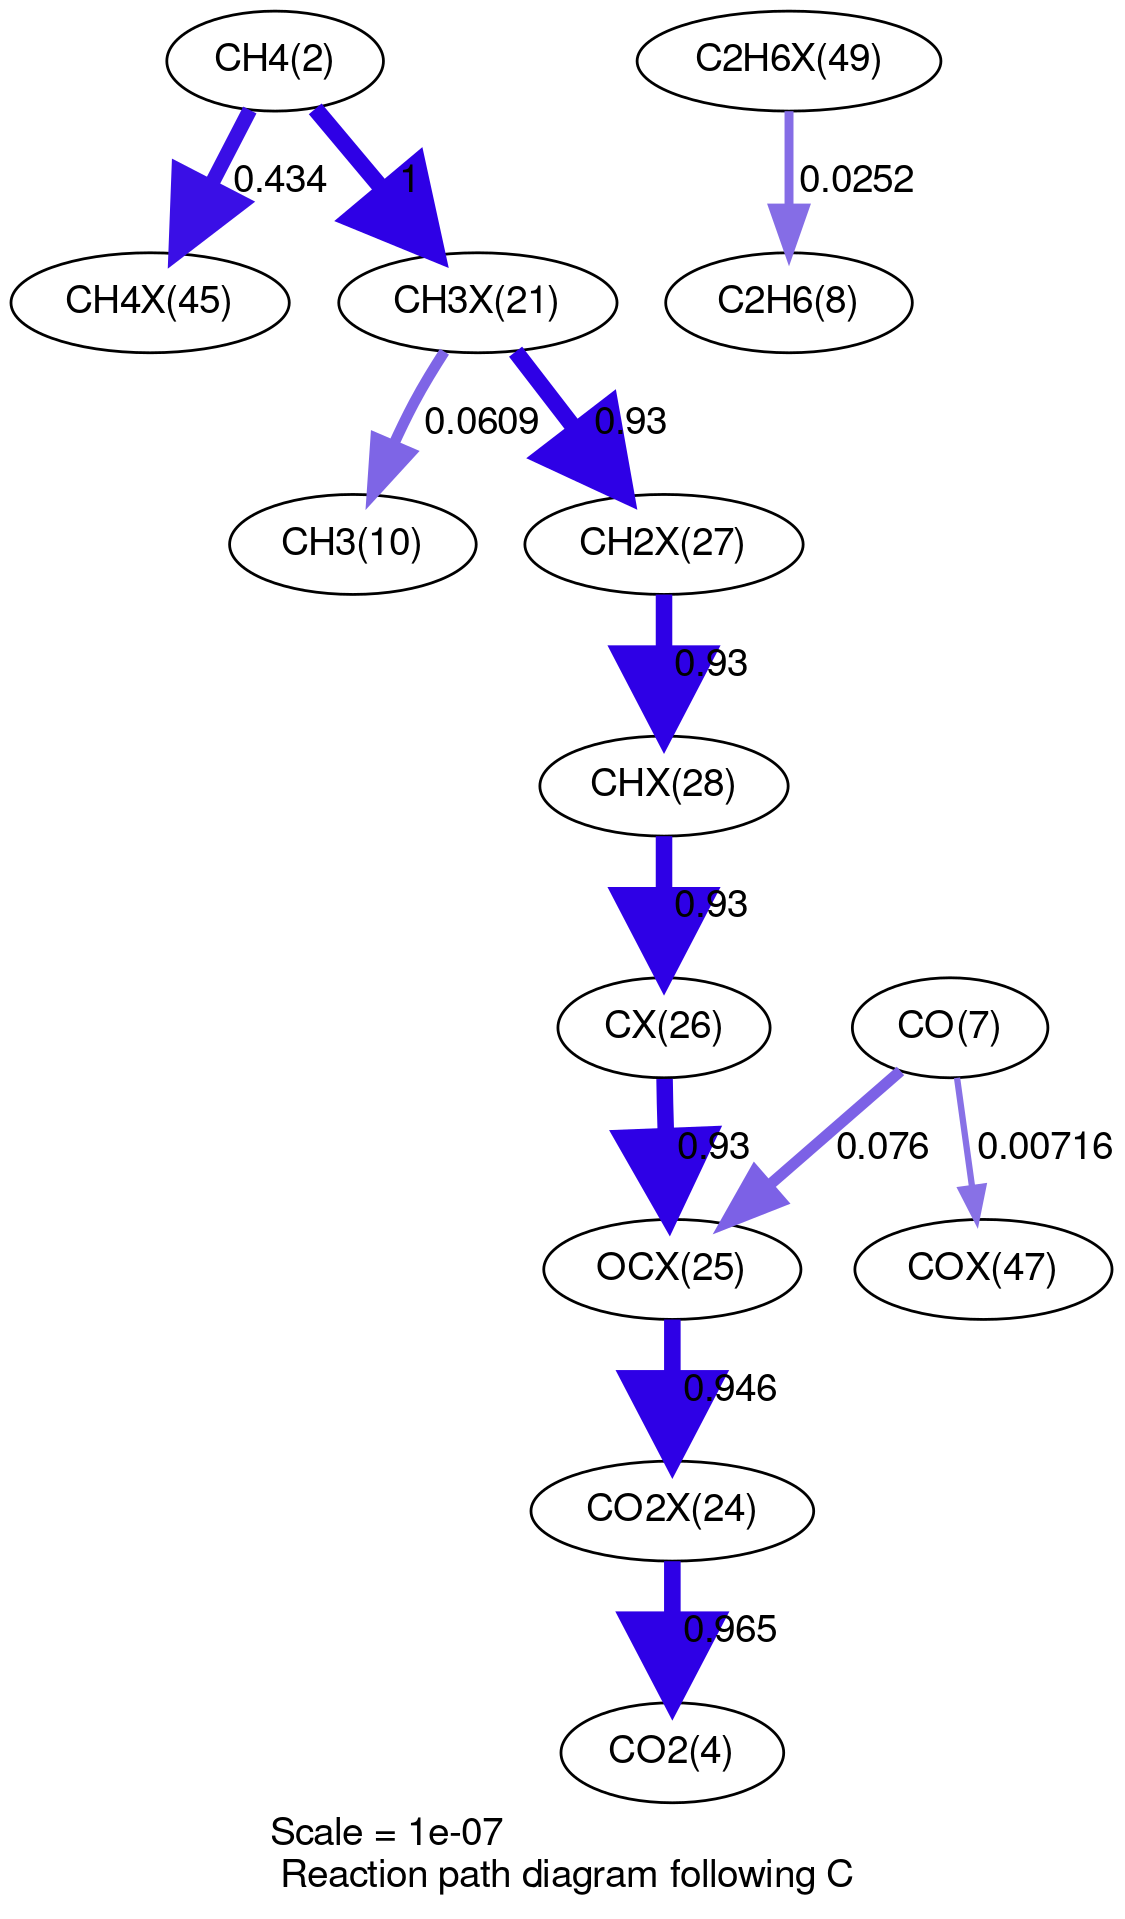 CH4(2)
C2H6X(49)
0.434
1
0.0252
CH4X(45)
CH3X(21)
C2H6(8)
0.0609
0.93
CH3(10)
CH2X(27)
0.93
CHX(28)
0.93
CX(26)
CO(7)
0.93
0.076
0.00716
OCX(25)
COX(47)
0.946
CO2X(24)
0.965
CO2(4)
Scale = 1e-07
Reaction path diagram following C